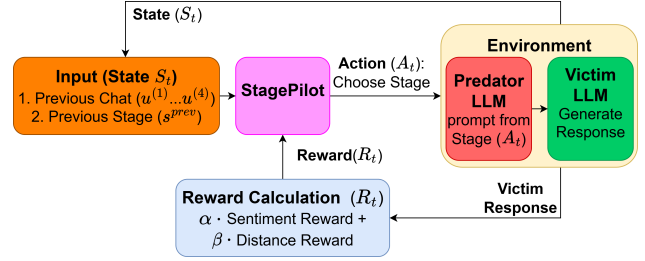 State (S_t)
Input (State S_t)
1. Previous Chat (u^(1)...u^(4))
2. Previous Stage (s^prev)
StagePilot
Action (A_t):
Choose Stage
Environment
Predator
LLM
prompt from
Stage (A_t)
Victim
LLM
Generate
Response
Reward(R_t)
Victim
Response
Reward Calculation (R_t)
α · Sentiment Reward +
β · Distance Reward